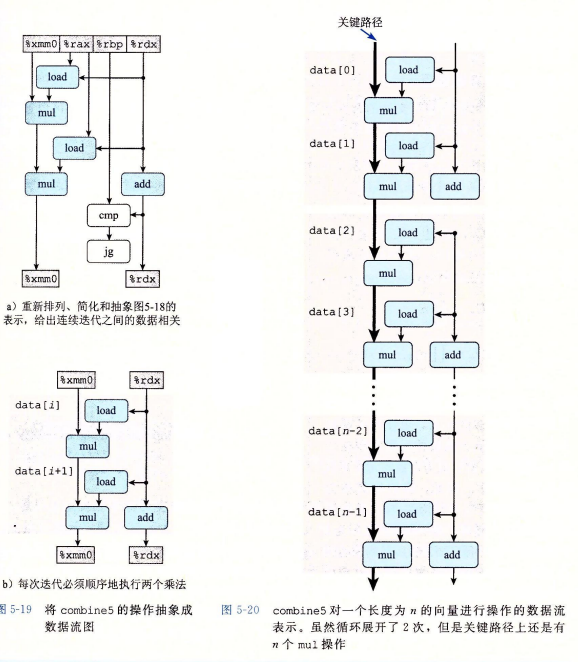 %xmm0 %rax %rbp %rdx
load
mul
load
mul add
cmp
jg
%xmm0 %rdx
a）重新排列、简化和抽象图5-18的
表示，给出连续迭代之间的数据相关
%xmm0 %rdx
data[i]
load
mul
data[i+1]
load
mul add
%xmm0 %rdx
b）每次迭代必须顺序地执行两个乘法
图 5-19 将 combine5 的操作抽象成
数据流图
关键路径
data[0] load
mul
data[1] load
mul add
data[2] load
mul
data[3] load
mul add
data[n-2] load
mul
data[n-1] load
mul add
图 5-20 combine5 对一个长度为 n 的向量进行操作的数据流
表示。虽然循环展开了 2 次，但是关键路径上还是有
n 个 mul 操作